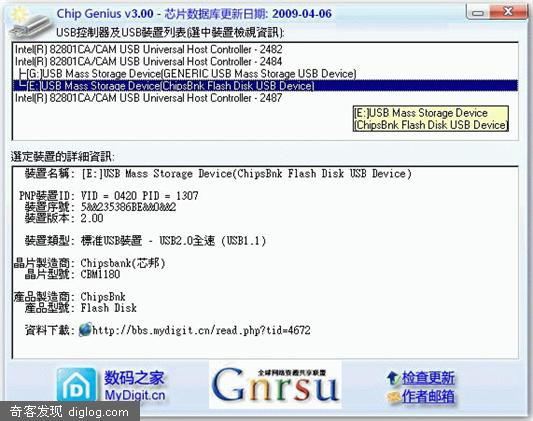 Chip Genius v3.00 - 芯片数据库更新日期: 2009-04-06
USB控制器及USB装置列表(選中裝置檢視資訊):
Intel(R) 82801CA/CAM USB Universal Host Controller - 2482
Intel(R) 82801CA/CAM USB Universal Host Controller - 2484
├[G:]USB Mass Storage Device(GENERIC USB Mass Storage Device)
└[E:]USB Mass Storage Device(ChipsBnk Flash Disk USB Device)
Intel(R) 82801CA/CAM USB Universal Host Controller - 2487
[E:]USB Mass Storage Device
(ChipsBnk Flash Disk USB Device)
選定裝置的詳細資訊:
裝置名稱: [E:]USB Mass Storage Device(ChipsBnk Flash Disk USB Device)
PNP裝置ID: VID = 0420 PID = 1307
裝置序號: 5&&235386BE&&0&&2
裝置版本: 2.00
裝置類型: 標准USB裝置 - USB2.0全速 (USB1.1)
晶片製造商: Chipsbank(芯邦)
晶片型號: CBM1180
產品製造商: ChipsBnk
產品型號: Flash Disk
資料下載: http://bbs.mydigit.cn/read.php?tid=4672
数码之家
MyDigit.cn
全球网络资源共享联盟
Gnrsu
检查更新
作者邮箱
奇客发现 diglog.com